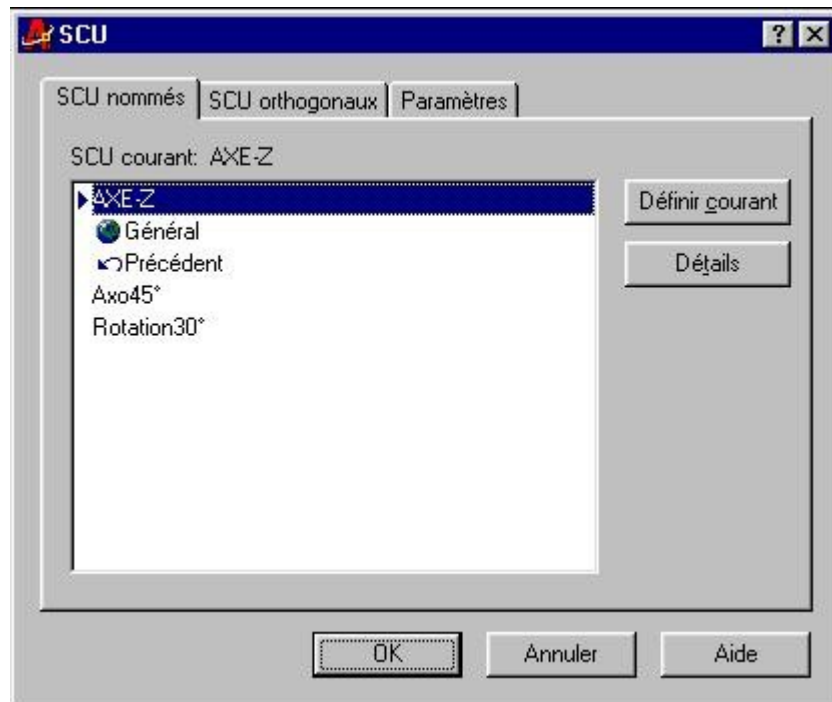 SCU
SCU nommés SCU orthogonaux Paramètres
SCU courant: AXE-Z
AXE-Z
Général
Précédent
Axo45°
Rotation30°
Définir courant
Détails
OK Annuler Aide